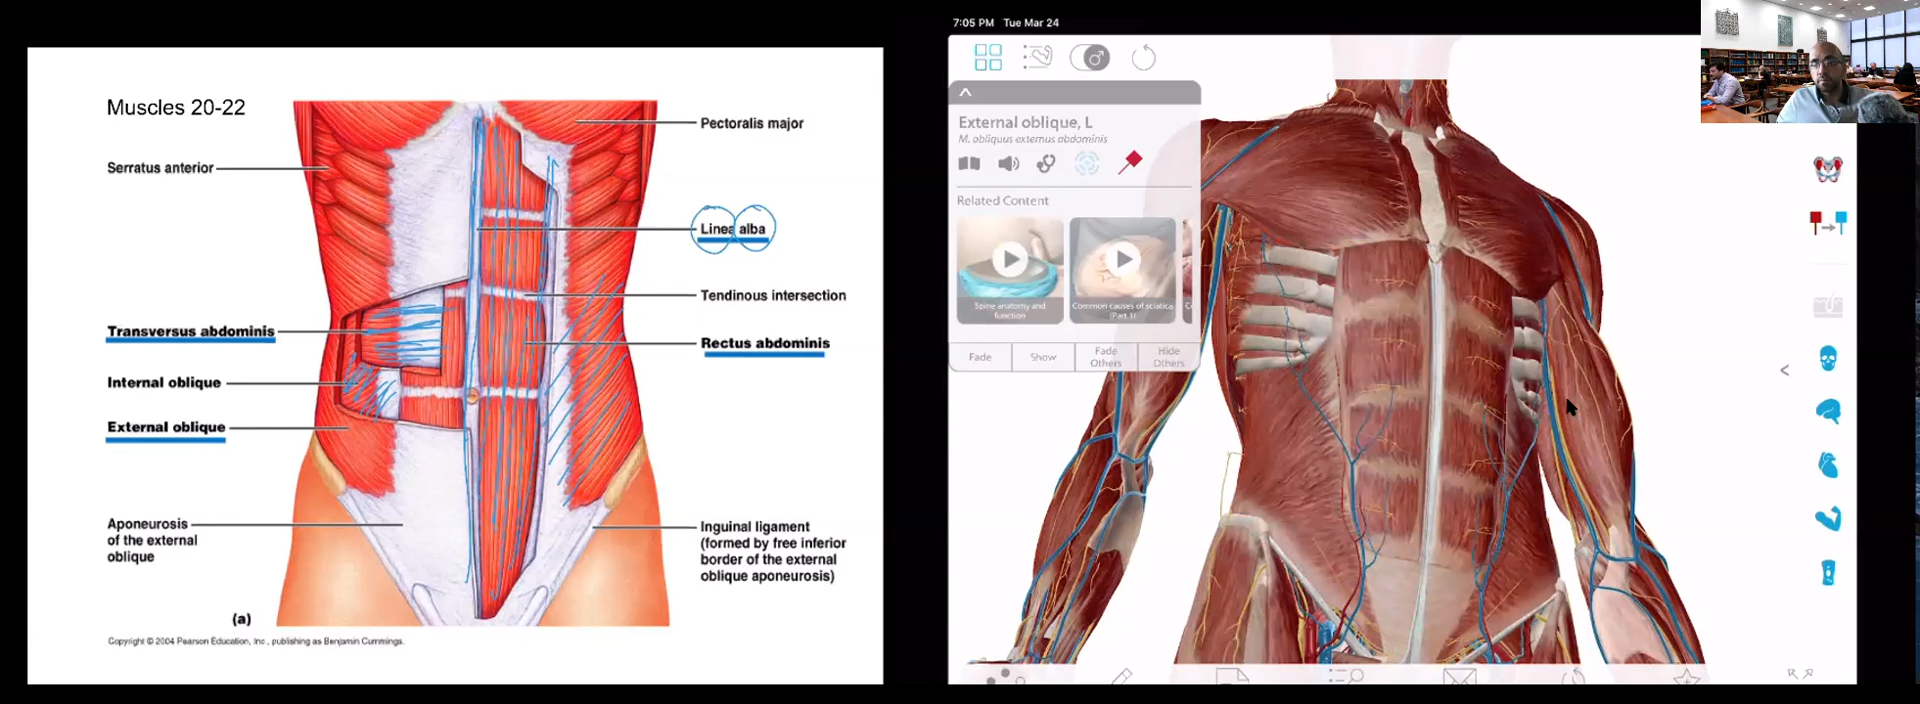 Muscles 20-22
Serratus anterior
Transversus abdominis
Internal oblique
External oblique
Aponeurosis
of the external
oblique
(a)
Copyright © 2004 Pearson Education, Inc., publishing as Benjamin Cummings.
Pectoralis major
Linea alba
Tendinous intersection
Rectus abdominis
Inguinal ligament
(formed by free inferior
border of the external
oblique aponeurosis)
7:05 PM Tue Mar 24
External oblique, L
M. obliquus externus abdominis
Related Content
Spine anatomy and
function
Common causes of sciatica
(Part 1)
Fade
Show
Fade
Others
Hide
Others